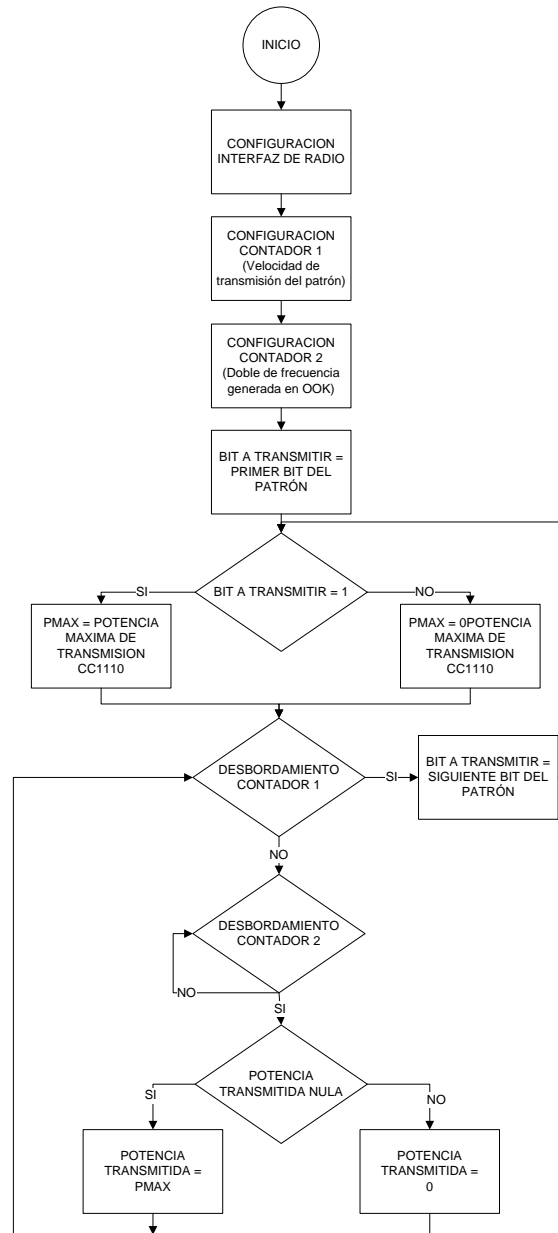 INICIO
CONFIGURACION
INTERFAZ DE RADIO
CONFIGURACION
CONTADOR 1
(Velocidad de
transmisión del patrón)
CONFIGURACION
CONTADOR 2
(Doble de frecuencia
generada en OOK)
BIT A TRANSMITIR =
PRIMER BIT DEL
PATRÓN
BIT A TRANSMITIR = 1
SI
NO
PMAX = POTENCIA
MAXIMA DE
TRANSMISION
CC1110
PMAX = 0POTENCIA
MAXIMA DE
TRANSMISION
CC1110
DESBORDAMIENTO
CONTADOR 1
SI
BIT A TRANSMITIR =
SIGUIENTE BIT DEL
PATRÓN
NO
DESBORDAMIENTO
CONTADOR 2
NO
SI
POTENCIA
TRANSMITIDA NULA
SI
NO
POTENCIA
TRANSMITIDA =
PMAX
POTENCIA
TRANSMITIDA =
0